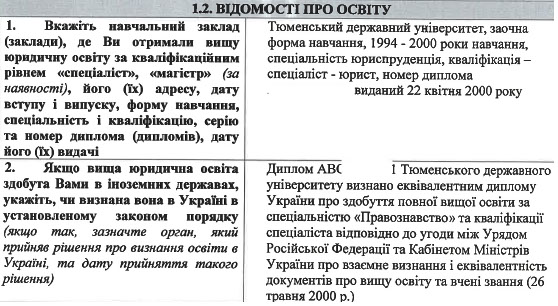 1.2. ВІДОМОСТІ ПРО ОСВІТУ
1. Вкажіть навчальний заклад
(заклади), де Ви отримали вищу
юридичну освіту за кваліфікаційним
рівнем «спеціаліст», «магістр» (за
наявності), його (їх) адресу, дату
вступу і випуску, форму навчання,
спеціальність і кваліфікацію, серію
та номер диплома (дипломів), дату
його (їх) видачі
Тюменський державний університет, заочна
форма навчання, 1994 - 2000 роки навчання,
спеціальність юриспруденція, кваліфікація –
спеціаліст - юрист, номер диплома
виданий 22 квітня 2000 року
2. Якщо вища юридична освіта
здобута Вами в іноземних державах,
укажіть, чи визнана вона в Україні в
установленому законом порядку
(якщо так, зазначте орган, який
прийняв рішення про визнання освіти в
Україні, та дату прийняття такого
рішення)
Диплом АВС 1 Тюменського державного
університету визнано еквівалентним диплому
України про здобуття повної вищої освіти за
спеціальністю «Правознавство» та кваліфікації
спеціаліста відповідно до угоди між Урядом
Російської Федерації та Кабінетом Міністрів
України про взаємне визнання і еквівалентність
документів про вищу освіту та вчені звання (26
травня 2000 р.)